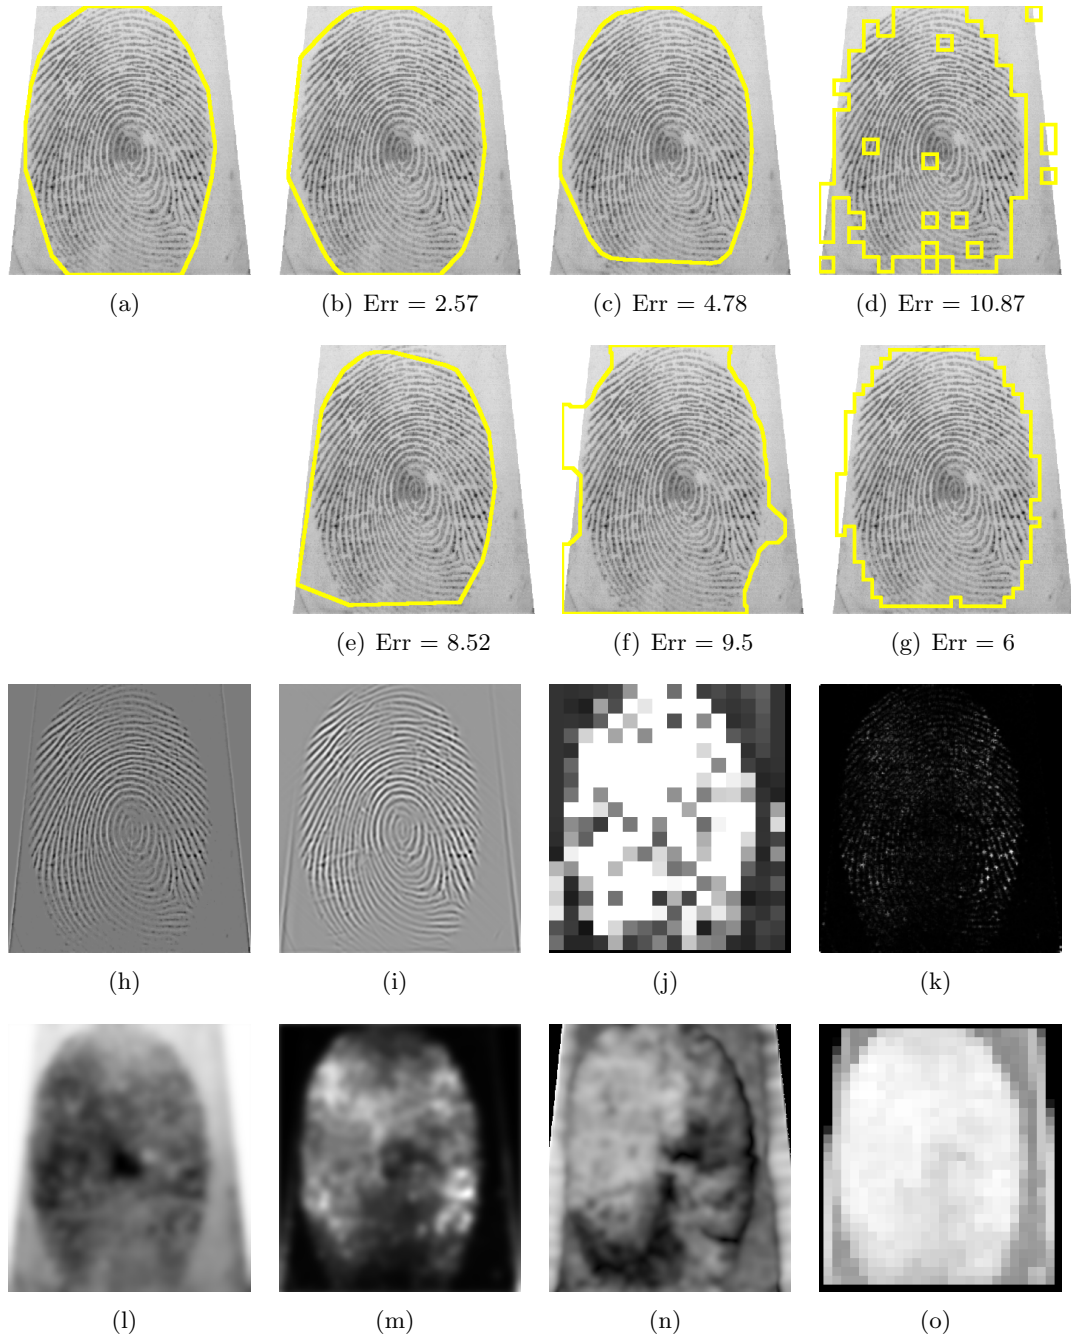 (a)
(b) Err = 2.57
(c) Err = 4.78
(d) Err = 10.87
(e) Err = 8.52
(f) Err = 9.5
(g) Err = 6
(h)
(i)
(j)
(k)
(l)
(m)
(n)
(o)